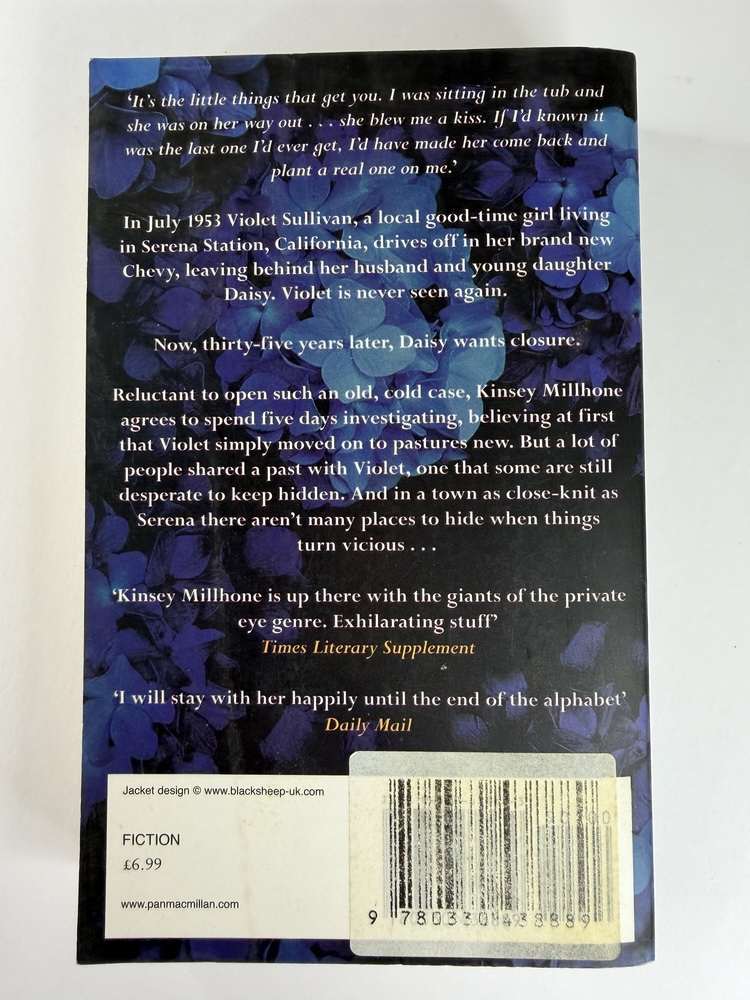 ‘It’s the little things that get you. I was sitting in the tub and
she was on her way out . . . she blew me a kiss. If I’d known it
was the last one I’d ever get, I’d have made her come back and
plant a real one on me.’
In July 1953 Violet Sullivan, a local good-time girl living
in Serena Station, California, drives off in her brand new
Chevy, leaving behind her husband and young daughter
Daisy. Violet is never seen again.
Now, thirty-five years later, Daisy wants closure.
Reluctant to open such an old, cold case, Kinsey Millhone
agrees to spend five days investigating, believing at first
that Violet simply moved on to pastures new. But a lot of
people shared a past with Violet, one that some are still
desperate to keep hidden. And in a town as close-knit as
Serena there aren’t many places to hide when things
turn vicious . . .
‘Kinsey Millhone is up there with the giants of the private
eye genre. Exhilarating stuff’
Times Literary Supplement
‘I will stay with her happily until the end of the alphabet’
Daily Mail
Jacket design © www.blacksheep-uk.com
FICTION
£6.99
www.panmacmillan.com
9 780330 438889